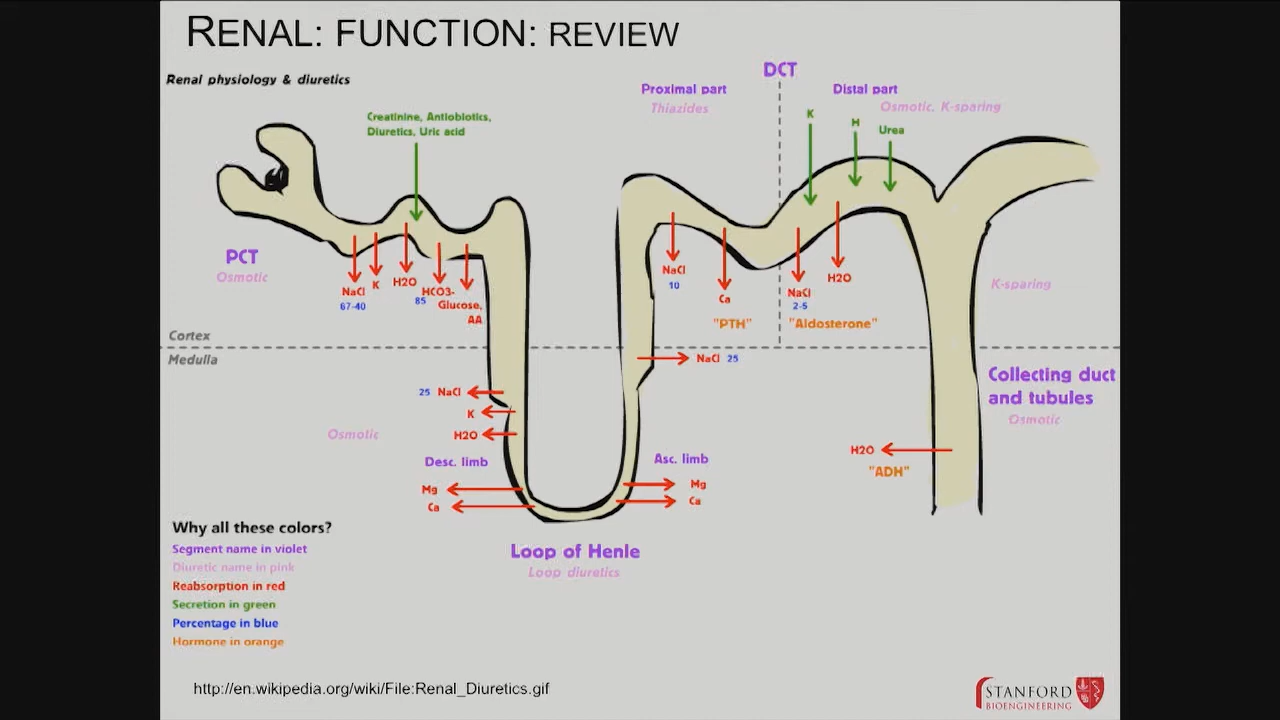 RENAL: FUNCTION: REVIEW
Renal physiology & diuretics
DCT
Proximal part
Thiazides
Distal part
Osmotic, K-sparing
Creatinine, Antiobiotics,
Diuretics, Uric acid
K
H
Urea
PCT
Osmotic
NaCl
67-40
K
H2O
85
HCO3-
Glucose,
AA
NaCl
10
Ca
"PTH"
NaCl
2-5
"Aldosterone"
H2O
K-sparing
Cortex
Medulla
25 NaCl
K
H2O
Osmotic
Desc. limb
Mg
Ca
NaCl 25
Asc. limb
Mg
Ca
Loop of Henle
Loop diuretics
Collecting duct
and tubules
Osmotic
H2O
"ADH"
Why all these colors?
Segment name in violet
Diuretic name in pink
Reabsorption in red
Secretion in green
Percentage in blue
Hormone in orange
http://en.wikipedia.org/wiki/File:Renal_Diuretics.gif
STANFORD
BIOENGINEERING